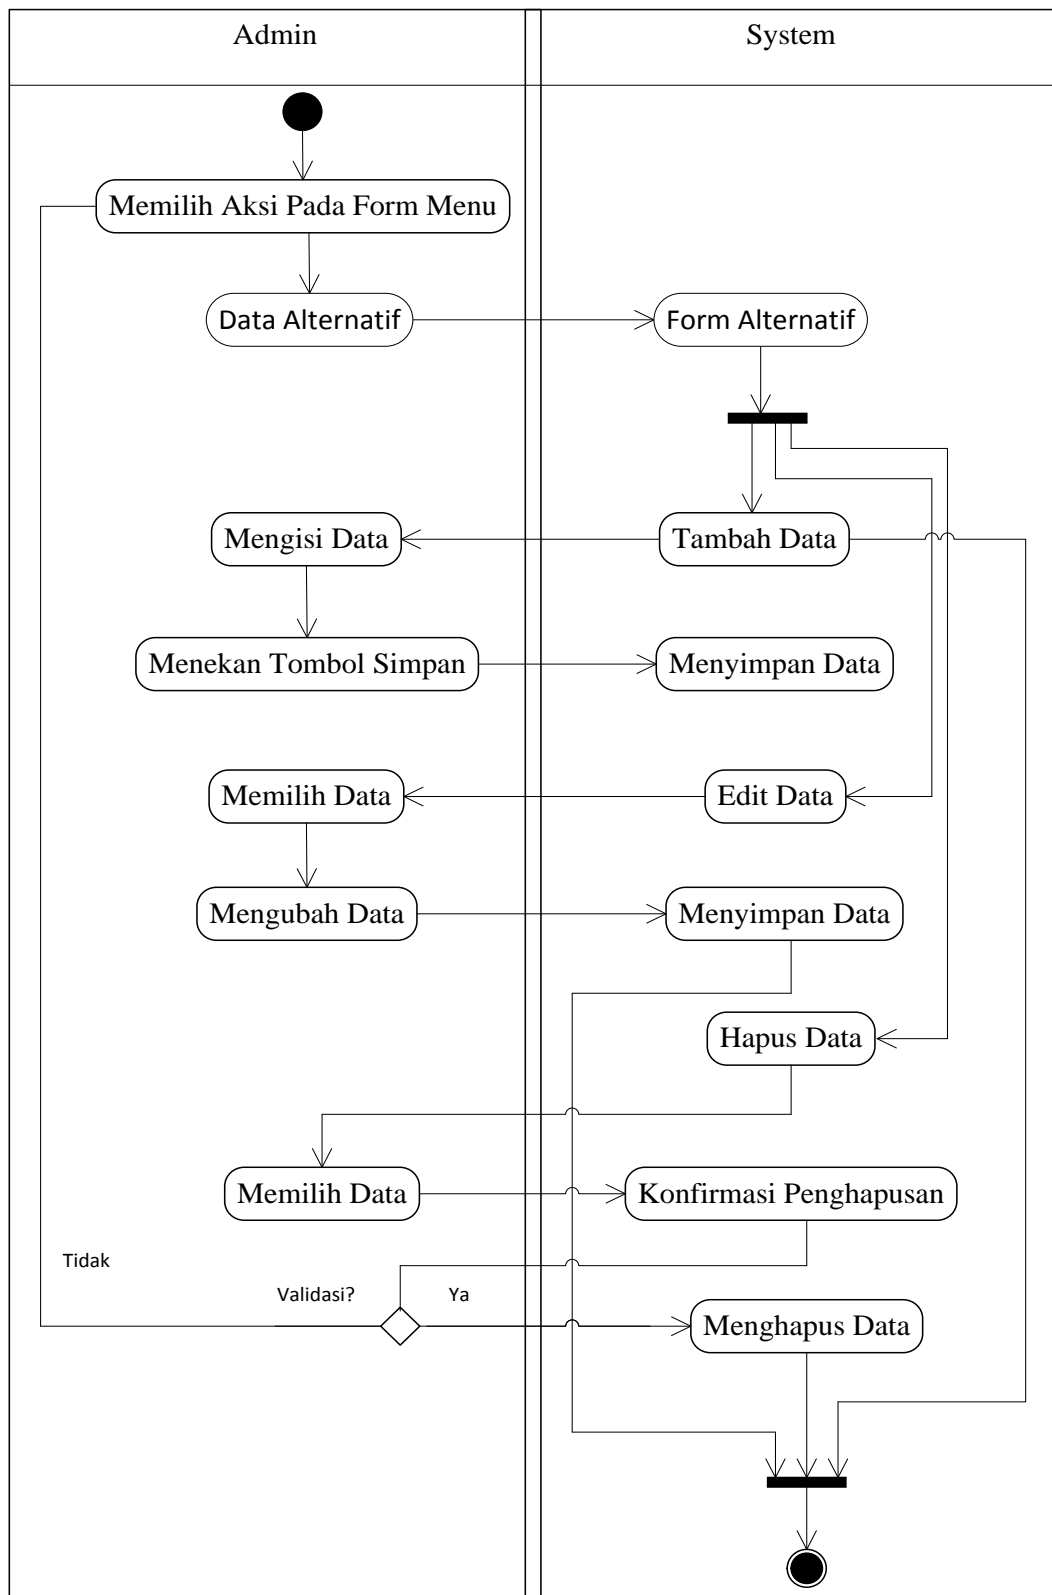 Admin
System
Memilih Aksi Pada Form Menu
Data Alternatif
Form Alternatif
Mengisi Data
Tambah Data
Menekan Tombol Simpan
Menyimpan Data
Memilih Data
Edit Data
Mengubah Data
Menyimpan Data
Hapus Data
Memilih Data
Konfirmasi Penghapusan
Tidak
Validasi?
Ya
Menghapus Data